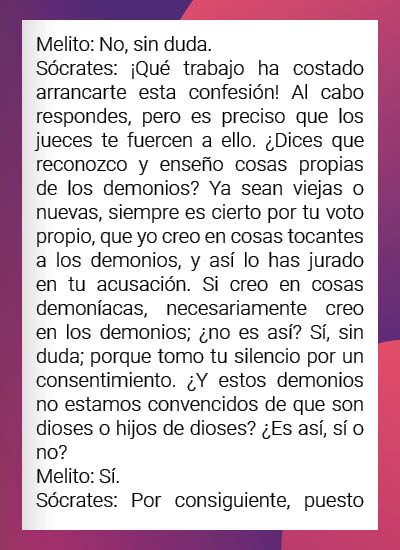 Melito: No, sin duda.
Sócrates: ¡Qué trabajo ha costado
arrancarte esta confesión! Al cabo
respondes, pero es preciso que los
jueces te fuercen a ello. ¿Dices que
reconozco y enseño cosas propias
de los demonios? Ya sean viejas o
nuevas, siempre es cierto por tu voto
propio, que yo creo en cosas tocantes
a los demonios, y así lo has jurado
en tu acusación. Si creo en cosas
demoníacas, necesariamente creo
en los demonios; ¿no es así? Sí, sin
duda; porque tomo tu silencio por un
consentimiento. ¿Y estos demonios
no estamos convencidos de que son
dioses o hijos de dioses? ¿Es así, sí o
no?
Melito: Sí.
Sócrates: Por consiguiente, puesto